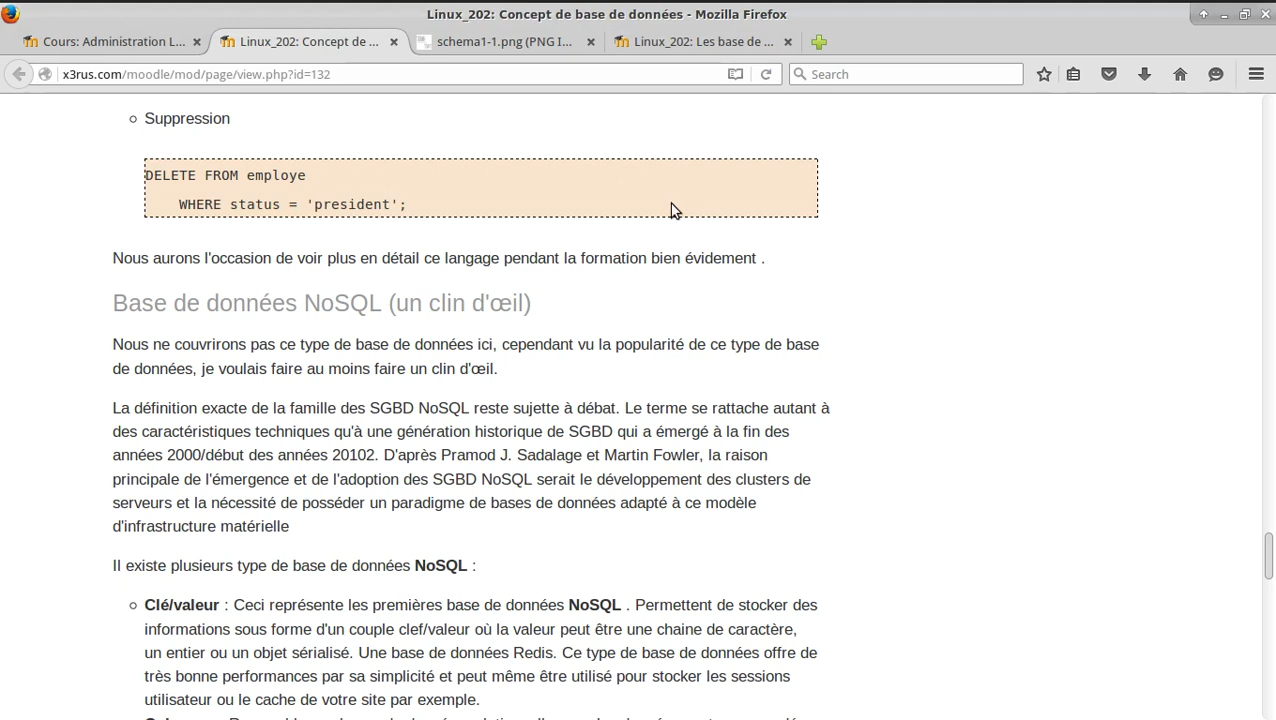 Linux_202: Concept de base de données - Mozilla Firefox
Cours: Administration L...
Linux_202: Concept de ...
schema1-1.png (PNG I...
Linux_202: Les base de ...
x3rus.com/moodle/mod/page/view.php?id=132
Search
Suppression
DELETE FROM employe
WHERE status = 'president';
Nous aurons l'occasion de voir plus en détail ce langage pendant la formation bien évidement .
Base de données NoSQL (un clin d'œil)
Nous ne couvrirons pas ce type de base de données ici, cependant vu la popularité de ce type de base
de données, je voulais faire au moins faire un clin d'œil.
La définition exacte de la famille des SGBD NoSQL reste sujette à débat. Le terme se rattache autant à
des caractéristiques techniques qu'à une génération historique de SGBD qui a émergé à la fin des
années 2000/début des années 20102. D'après Pramod J. Sadalage et Martin Fowler, la raison
principale de l'émergence et de l'adoption des SGBD NoSQL serait le développement des clusters de
serveurs et la nécessité de posséder un paradigme de bases de données adapté à ce modèle
d'infrastructure matérielle
Il existe plusieurs type de base de données NoSQL :
Clé/valeur : Ceci représente les premières base de données NoSQL . Permettent de stocker des
informations sous forme d'un couple clef/valeur où la valeur peut être une chaine de caractère,
un entier ou un objet sérialisé. Une base de données Redis. Ce type de base de données offre de
très bonne performances par sa simplicité et peut même être utilisé pour stocker les sessions
utilisateur ou le cache de votre site par exemple.